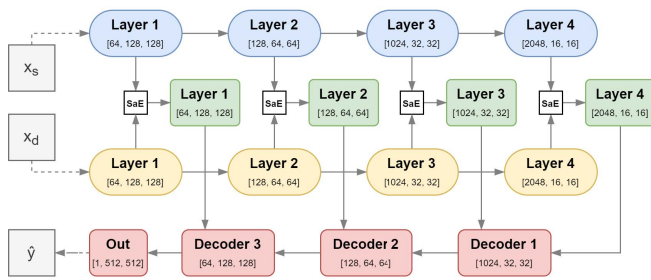 Layer 1
[64, 128, 128]
Layer 2
[128, 64, 64]
Layer 3
[1024, 32, 32]
Layer 4
[2048, 16, 16]
x_s
SaE
Layer 1
[64, 128, 128]
SaE
Layer 2
[128, 64, 64]
SaE
Layer 3
[1024, 32, 32]
SaE
Layer 4
[2048, 16, 16]
x_d
Layer 1
[64, 128, 128]
Layer 2
[128, 64, 64]
Layer 3
[1024, 32, 32]
Layer 4
[2048, 16, 16]
ŷ
Out
[1, 512, 512]
Decoder 3
[64, 128, 128]
Decoder 2
[128, 64, 64]
Decoder 1
[1024, 32, 32]